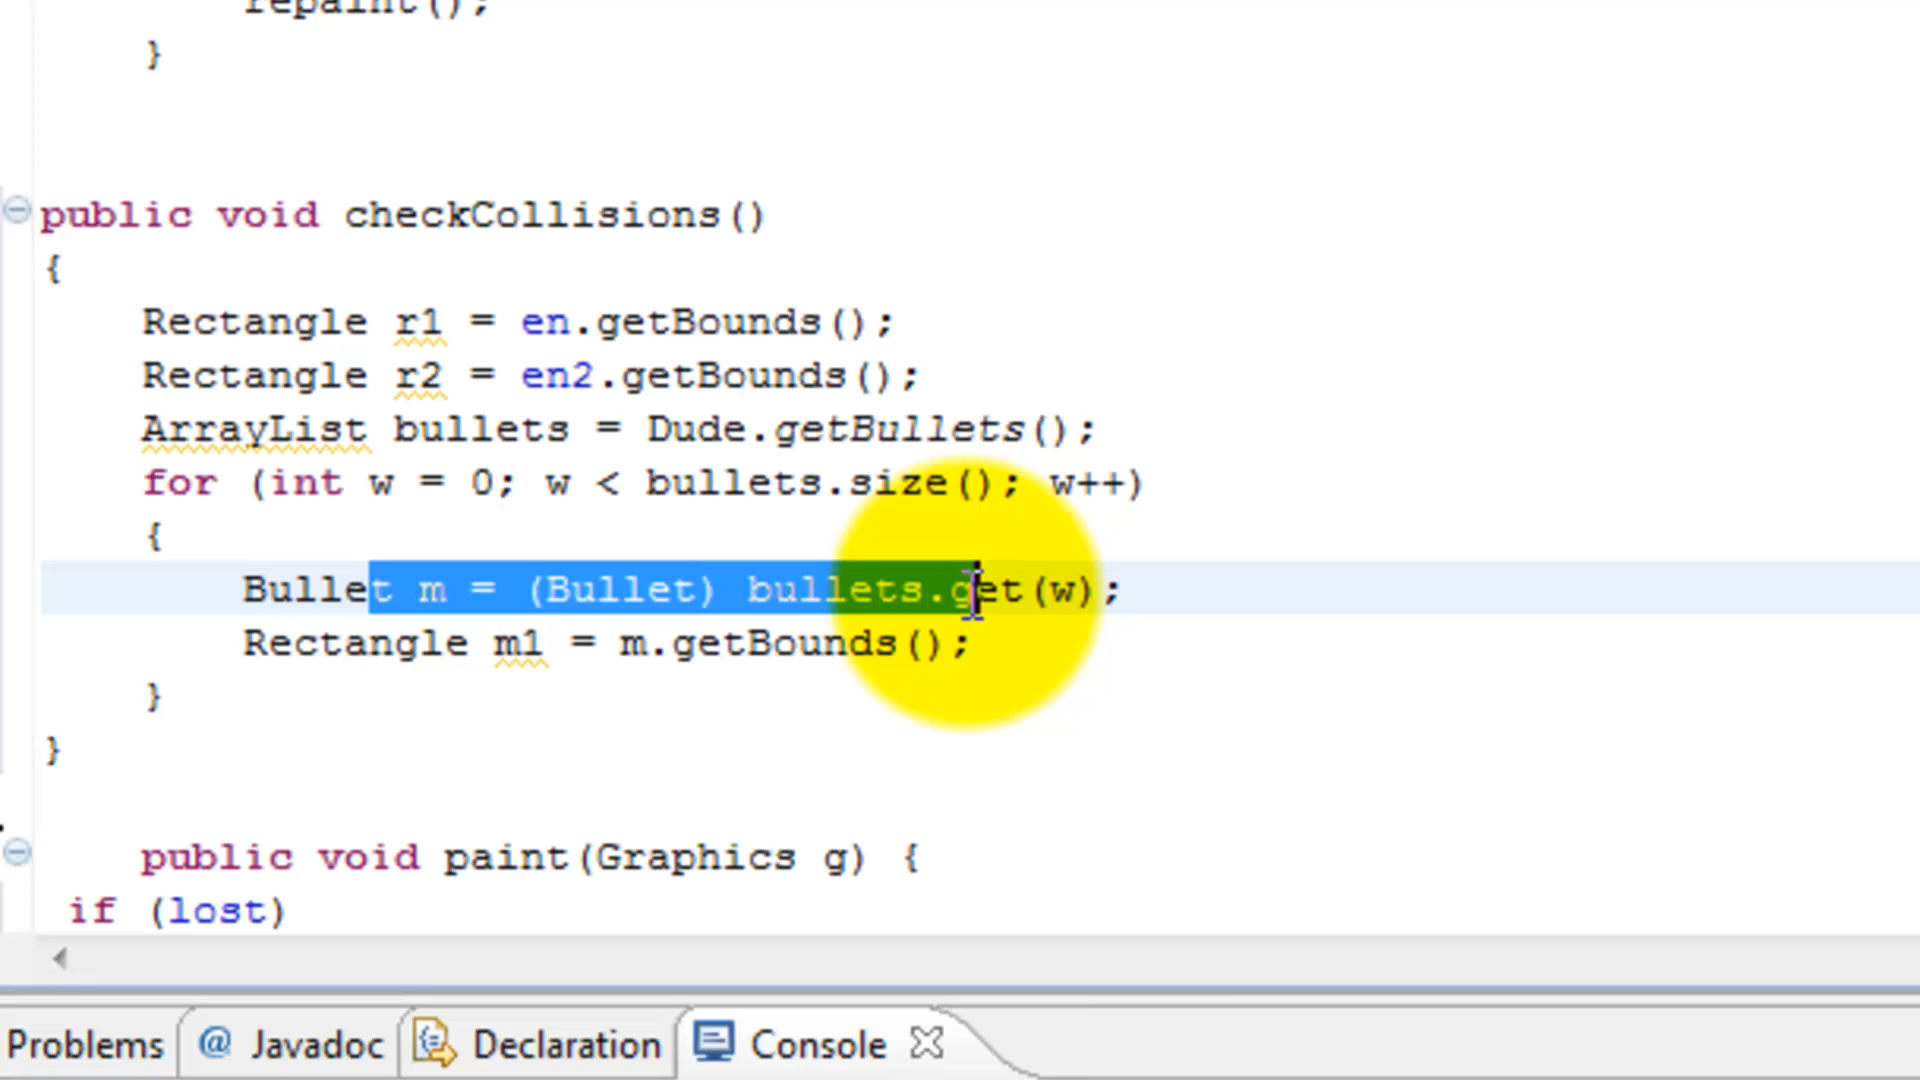 repaint();
}
public void checkCollisions()
{
Rectangle r1 = en.getBounds();
Rectangle r2 = en2.getBounds();
ArrayList bullets = Dude.getBullets();
for (int w = 0; w < bullets.size(); w++)
{
Bullet m = (Bullet) bullets.get(w);
Rectangle m1 = m.getBounds();
}
}
public void paint(Graphics g) {
if (lost)
Problems @ Javadoc Declaration Console